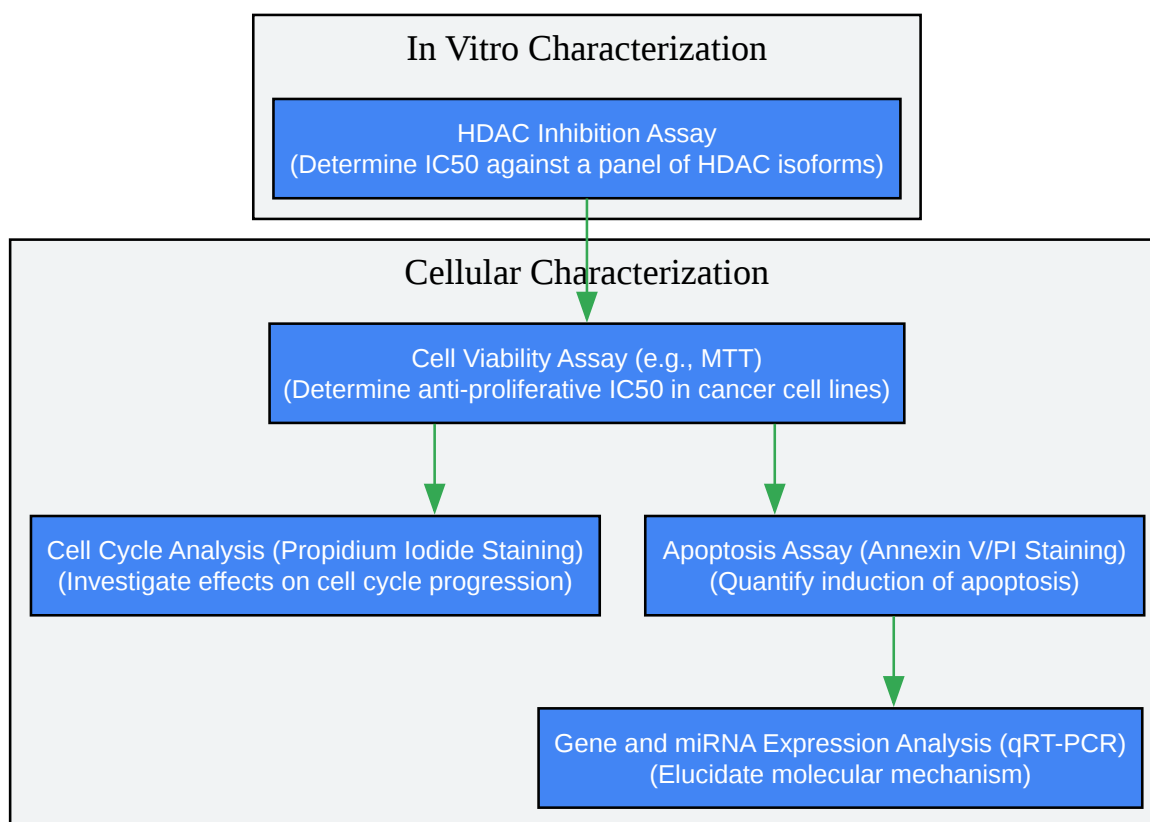 In Vitro Characterization
HDAC Inhibition Assay
(Determine IC50 against a panel of HDAC isoforms)
Cellular Characterization
Cell Viability Assay (e.g., MTT)
(Determine anti-proliferative IC50 in cancer cell lines)
Cell Cycle Analysis (Propidium Iodide Staining)
(Investigate effects on cell cycle progression)
Apoptosis Assay (Annexin V/PI Staining)
(Quantify induction of apoptosis)
Gene and miRNA Expression Analysis (qRT-PCR)
(Elucidate molecular mechanism)